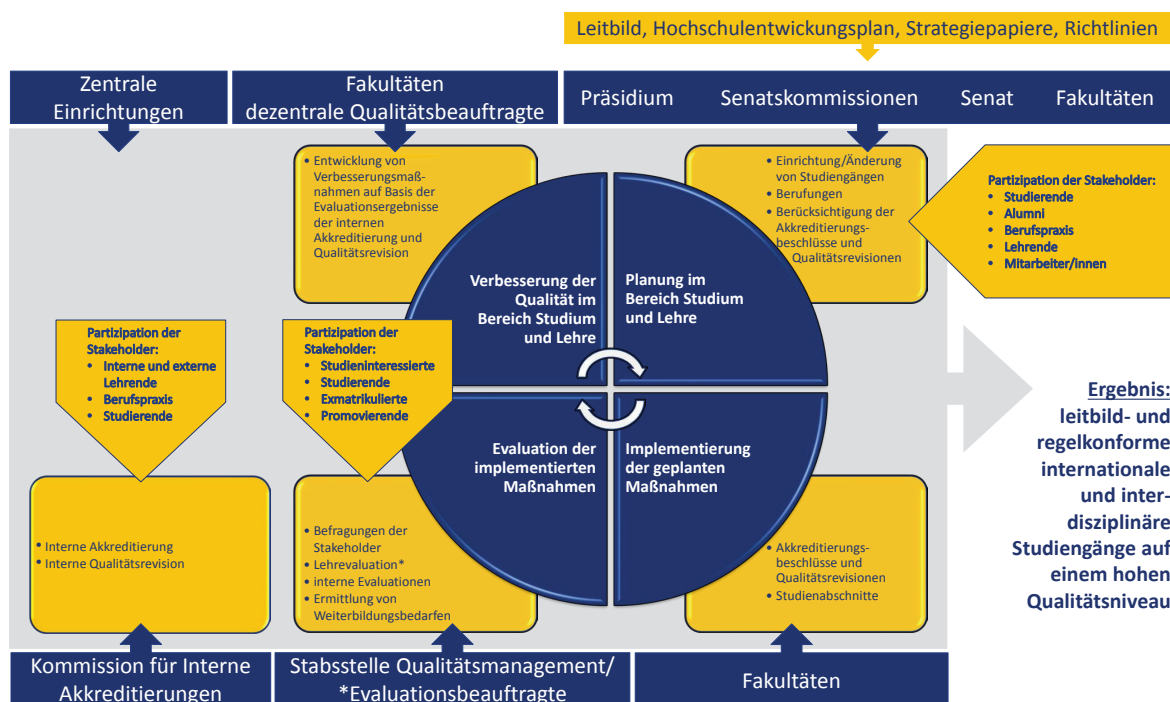 Leitbild, Hochschulentwickungsplan, Strategiepapiere, Richtlinien
Zentrale
Einrichtungen
Fakultäten
dezentrale Qualitätsbeauftragte
Präsidium
Senatskommissionen
Senat
Fakultäten
• Entwicklung von
Verbesserungsmaß-
nahmen auf Basis der
Evaluationsergebnisse
der internen
Akkreditierung und
Qualitätsrevision
• Einrichtung/Änderung
von Studiengängen
• Berufungen
• Berücksichtigung der
Akkreditierungs-
beschlüsse und
Qualitätsrevisionen
Partizipation der Stakeholder:
• Studierende
• Alumni
• Berufspraxis
• Lehrende
• Mitarbeiter/innen
Verbesserung der
Qualität im
Bereich Studium
und Lehre
Planung im
Bereich Studium
und Lehre
Partizipation der
Stakeholder:
• Interne und externe
Lehrende
• Berufspraxis
• Studierende
Partizipation der
Stakeholder:
• Studieninteressierte
• Studierende
• Exmatrikulierte
• Promovierende
Evaluation der
implementierten
Maßnahmen
Implementierung
der geplanten
Maßnahmen
Ergebnis:
leitbild- und
regelkonforme
internationale
und inter-
disziplinäre
Studiengänge auf
einem hohen
Qualitätsniveau
• Interne Akkreditierung
• Interne Qualitätsrevision
• Befragungen der
Stakeholder
• Lehrevaluation*
• interne Evaluationen
• Ermittlung von
Weiterbildungsbedarfen
• Akkreditierungs-
beschlüsse und
Qualitätsrevisionen
• Studienabschnitte
Kommission für Interne
Akkreditierungen
Stabsstelle Qualitätsmanagement/
*Evaluationsbeauftragte
Fakultäten